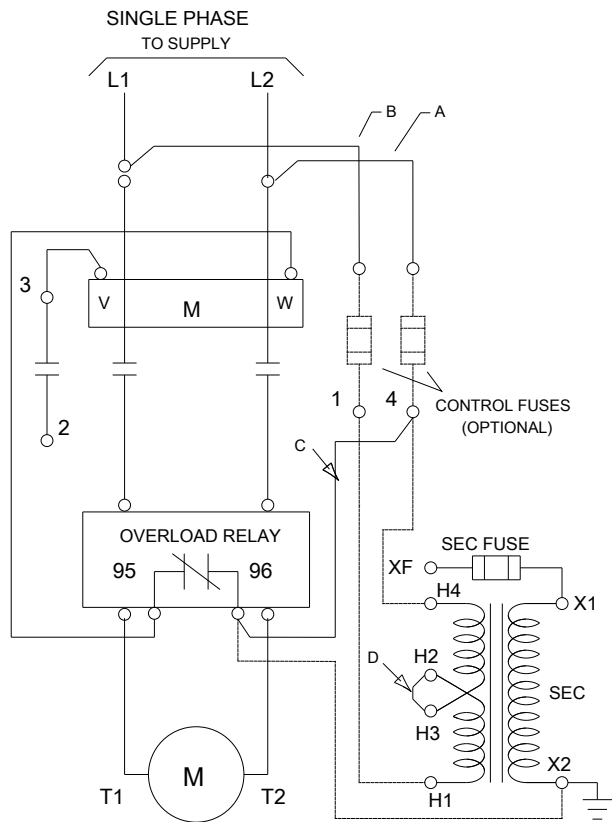 SINGLE PHASE
TO SUPPLY
L1
L2
B
A
3
V
M
W
2
1
4
CONTROL FUSES
(OPTIONAL)
C
OVERLOAD RELAY
95
96
SEC FUSE
XF
H4
X1
D
H2
H3
SEC
X2
H1
M
T1
T2